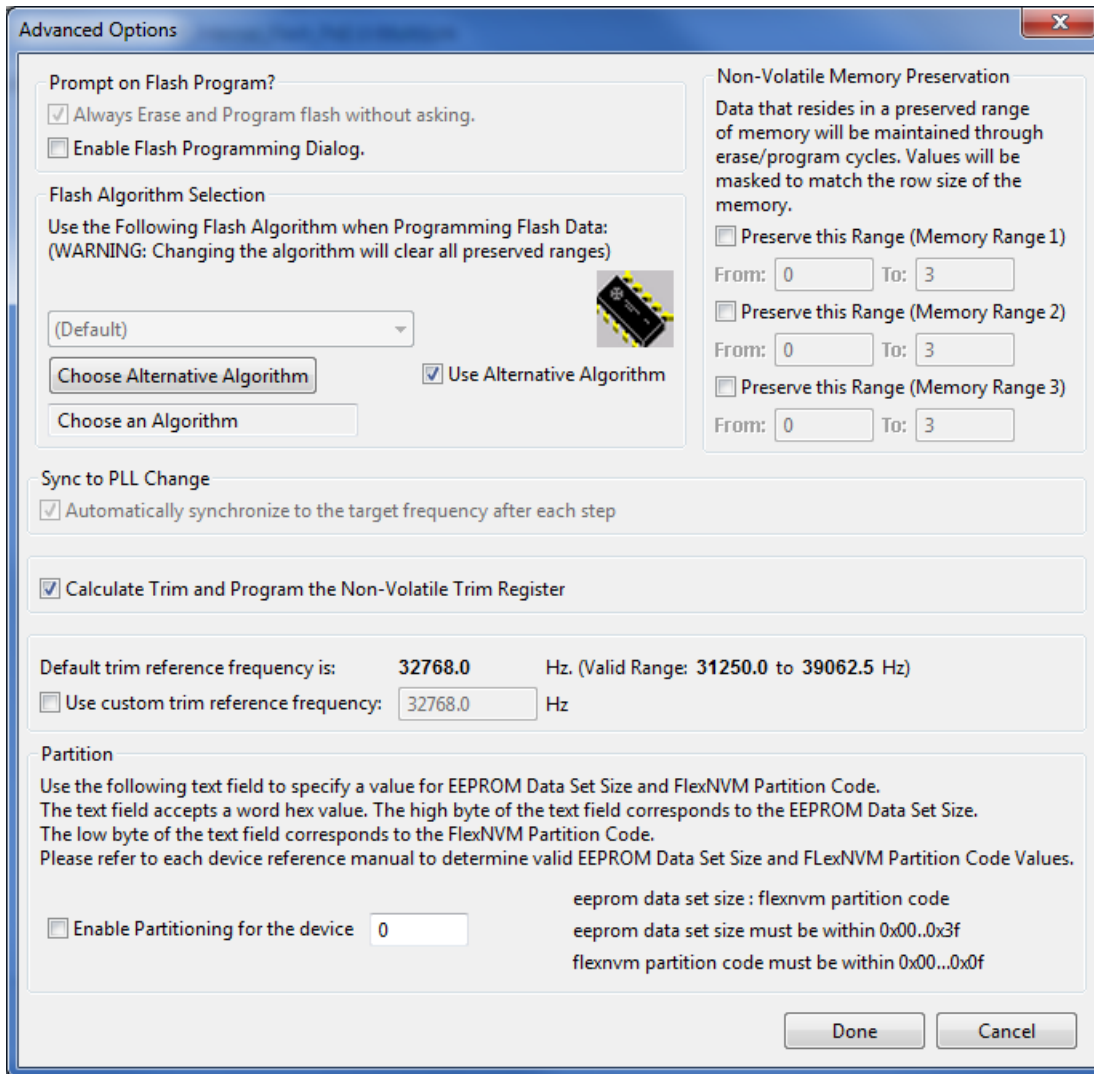 Advanced Options
Prompt on Flash Program?
Always Erase and Program flash without asking.
Enable Flash Programming Dialog.
Flash Algorithm Selection
Use the Following Flash Algorithm when Programming Flash Data:
(WARNING: Changing the algorithm will clear all preserved ranges)
(Default)
Choose Alternative Algorithm
Use Alternative Algorithm
Choose an Algorithm
Non-Volatile Memory Preservation
Data that resides in a preserved range
of memory will be maintained through
erase/program cycles. Values will be
masked to match the row size of the
memory.
Preserve this Range (Memory Range 1)
From: 0 To: 3
Preserve this Range (Memory Range 2)
From: 0 To: 3
Preserve this Range (Memory Range 3)
From: 0 To: 3
Sync to PLL Change
Automatically synchronize to the target frequency after each step
Calculate Trim and Program the Non-Volatile Trim Register
Default trim reference frequency is: 32768.0 Hz. (Valid Range: 31250.0 to 39062.5 Hz)
Use custom trim reference frequency: 32768.0 Hz
Partition
Use the following text field to specify a value for EEPROM Data Set Size and FlexNVM Partition Code.
The text field accepts a word hex value. The high byte of the text field corresponds to the EEPROM Data Set Size.
The low byte of the text field corresponds to the FlexNVM Partition Code.
Please refer to each device reference manual to determine valid EEPROM Data Set Size and FLexNVM Partition Code Values.
eeprom data set size : flexnvm partition code
Enable Partitioning for the device 0
eeprom data set size must be within 0x00..0x3f
flexnvm partition code must be within 0x00...0x0f
Done
Cancel